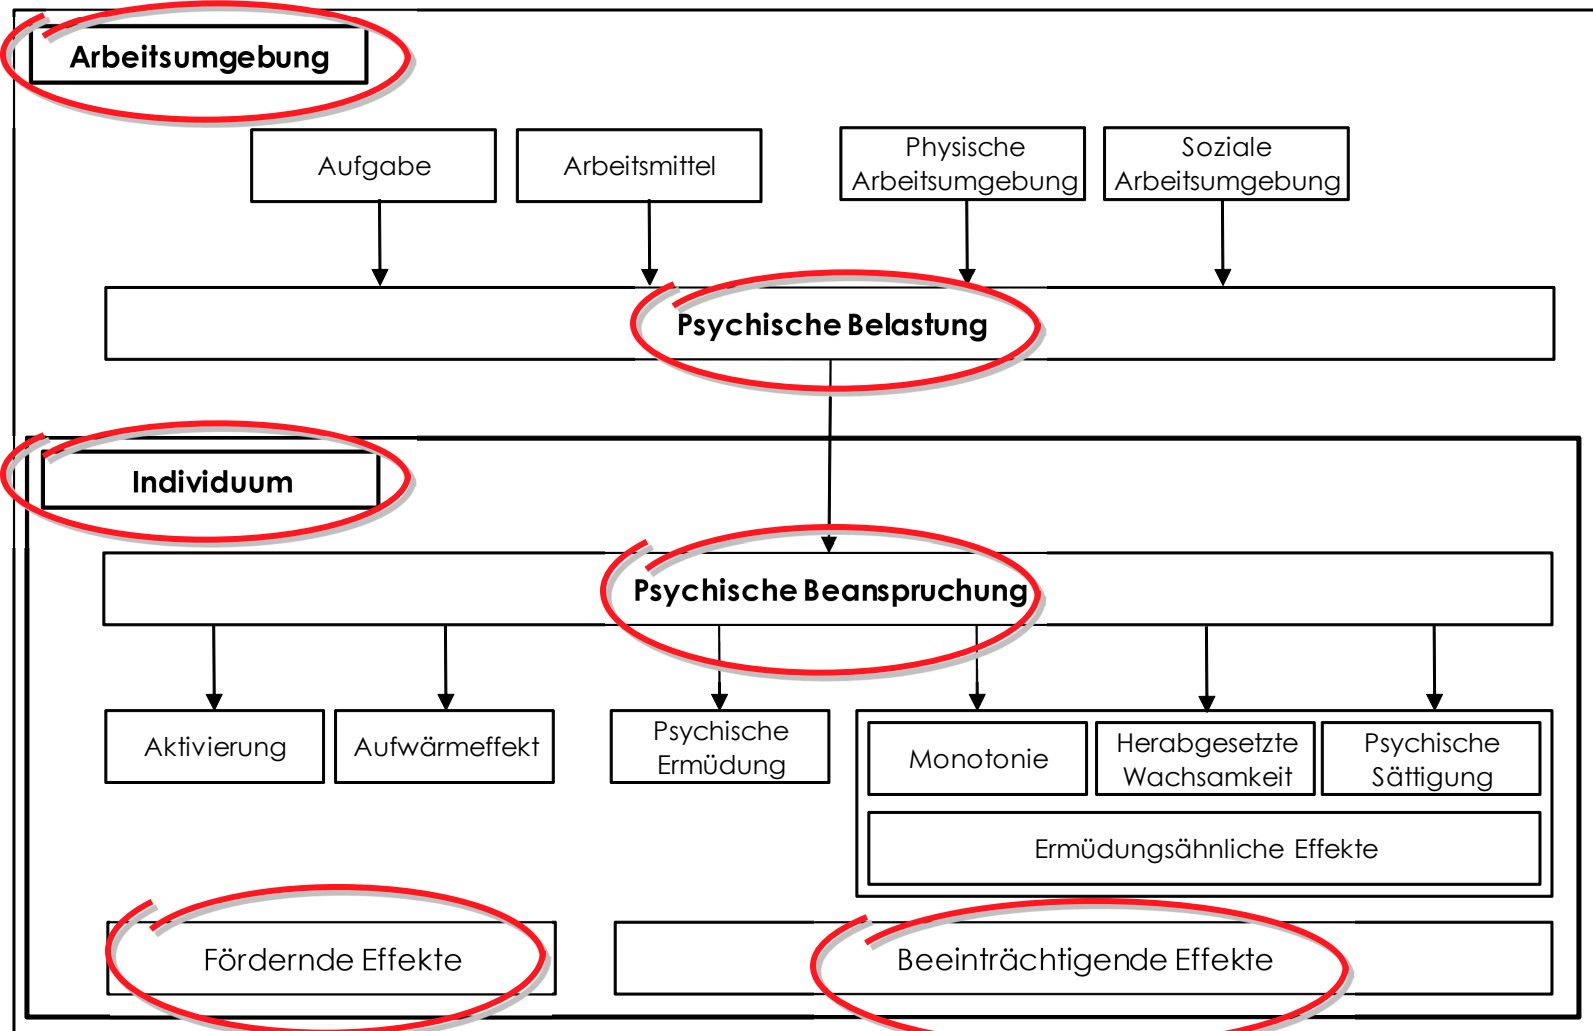 Arbeitsumgebung
Aufgabe
Arbeitsmittel
Physische
Arbeitsumgebung
Soziale
Arbeitsumgebung
Psychische Belastung
Individuum
Psychische Beanspruchung
Aktivierung
Aufwärmeffekt
Psychische
Ermüdung
Monotonie
Herabgesetzte
Wachsamkeit
Psychische
Sättigung
Ermüdungsähnliche Effekte
Fördernde Effekte
Beeinträchtigende Effekte